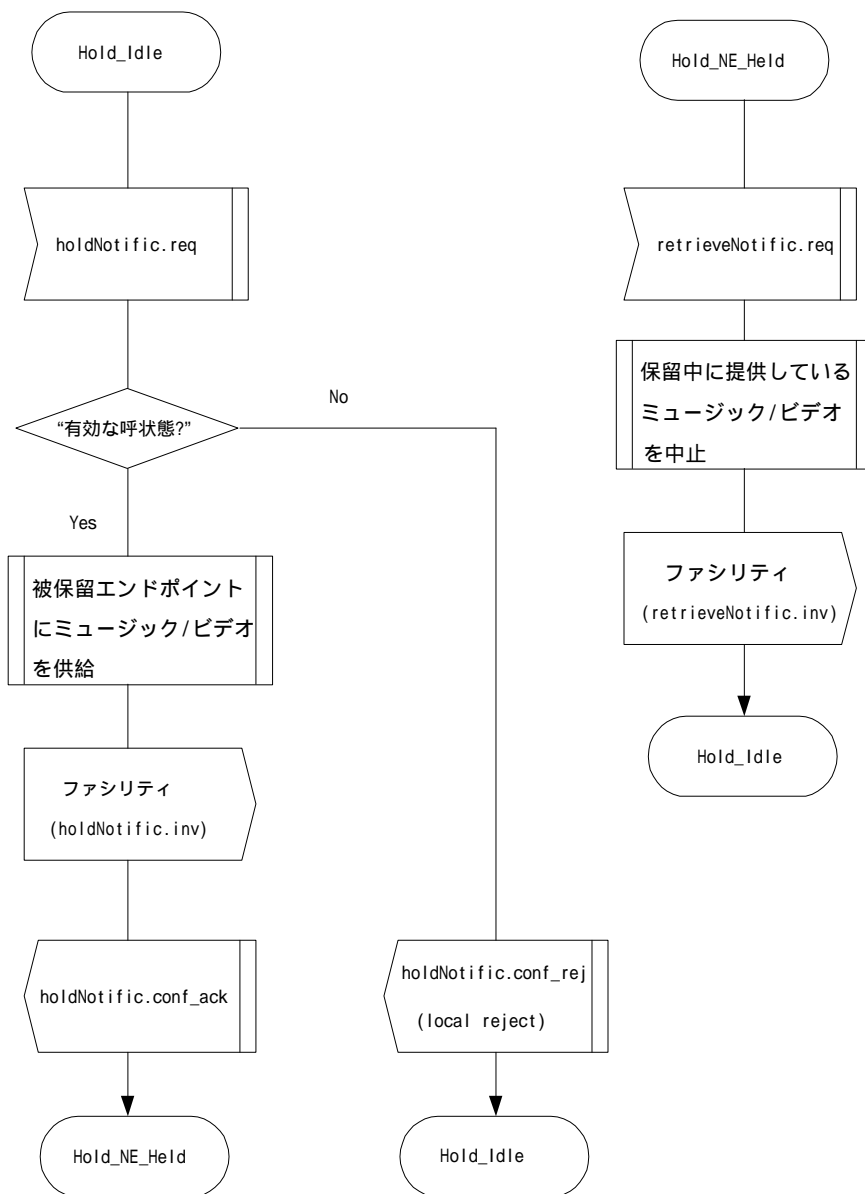 Hold_Idle
holdNotific.req
“有効な呼状態?”
No
Yes
被保留エンドポイント
にミュージック/ビデオ
を供給
ファシリティ
(holdNotific.inv)
holdNotific.conf_ack
Hold_NE_Held
holdNotific.conf_rej
(local reject)
Hold_Idle
Hold_NE_Held
retrieveNotific.req
保留中に提供している
ミュージック/ビデオ
を中止
ファシリティ
(retrieveNotific.inv)
Hold_Idle